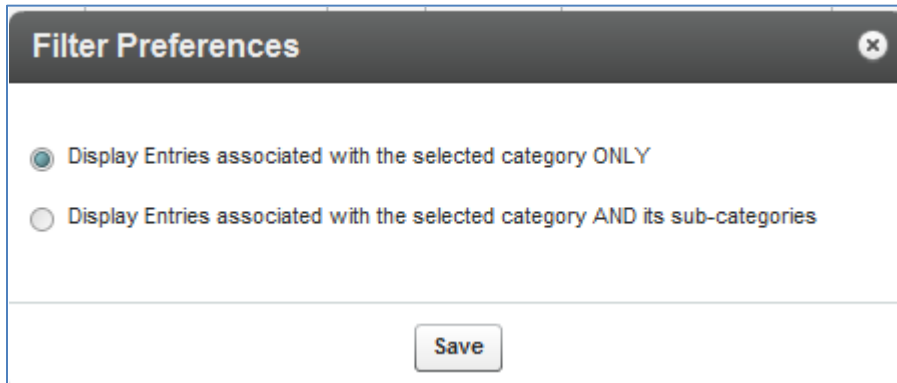 Filter Preferences
Display Entries associated with the selected category ONLY
Display Entries associated with the selected category AND its sub-categories
Save